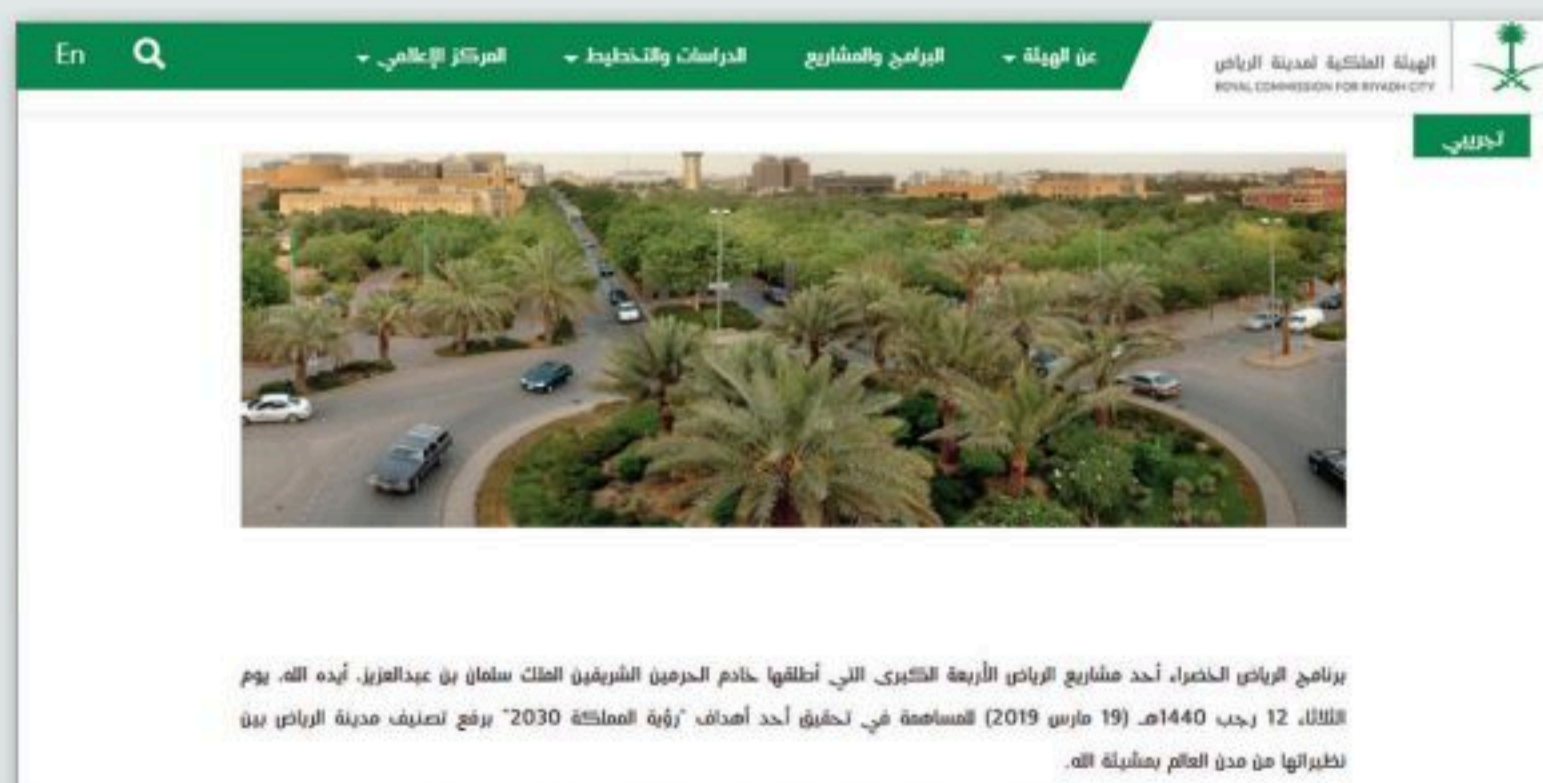 الهيئة الملكية لمدينة الرياض
ROYAL COMMISSION FOR RIYADH CITY
عن الهيئة
البرامج والمشاريع
الدراسات والتخطيط
المركز الإعلامي
En
تجريبي
برنامج الرياض الخضراء أحد مشاريع الرياض الأربعة الكبرى التي أطلقها خادم الحرمين الشريفين الملك سلمان بن عبدالعزيز، أيده الله، يوم
الثلاثاء 12 رجب 1440هـ (19 مارس 2019) للمساهمة في تحقيق أحد أهداف "رؤية المملكة 2030" برفع تصنيف مدينة الرياض بين
نظيراتها من مدن العالم بمشيئة الله.